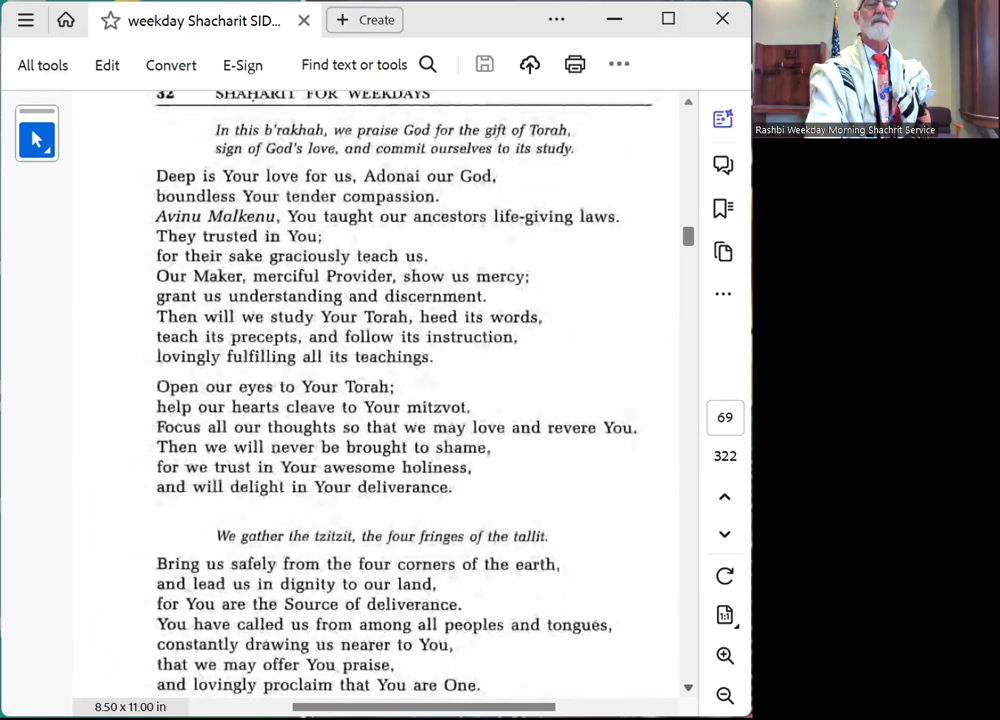 weekday Shacharit SID...
Create
All tools
Edit
Convert
E-Sign
Find text or tools
Rashbi Weekday Morning Shachrit Service
32 SHAḤARIT FOR WEEKDAYS
In this b'rakhah, we praise God for the gift of Torah,
sign of God's love, and commit ourselves to its study.
Deep is Your love for us, Adonai our God,
boundless Your tender compassion.
Avinu Malkenu, You taught our ancestors life-giving laws.
They trusted in You;
for their sake graciously teach us.
Our Maker, merciful Provider, show us mercy;
grant us understanding and discernment.
Then will we study Your Torah, heed its words,
teach its precepts, and follow its instruction,
lovingly fulfilling all its teachings.
Open our eyes to Your Torah;
help our hearts cleave to Your mitzvot.
Focus all our thoughts so that we may love and revere You.
Then we will never be brought to shame,
for we trust in Your awesome holiness,
and will delight in Your deliverance.
We gather the tzitzit, the four fringes of the tallit.
Bring us safely from the four corners of the earth,
and lead us in dignity to our land,
for You are the Source of deliverance.
You have called us from among all peoples and tongues,
constantly drawing us nearer to You,
that we may offer You praise,
and lovingly proclaim that You are One.
69
322
1:1
8.50 x 11.00 in